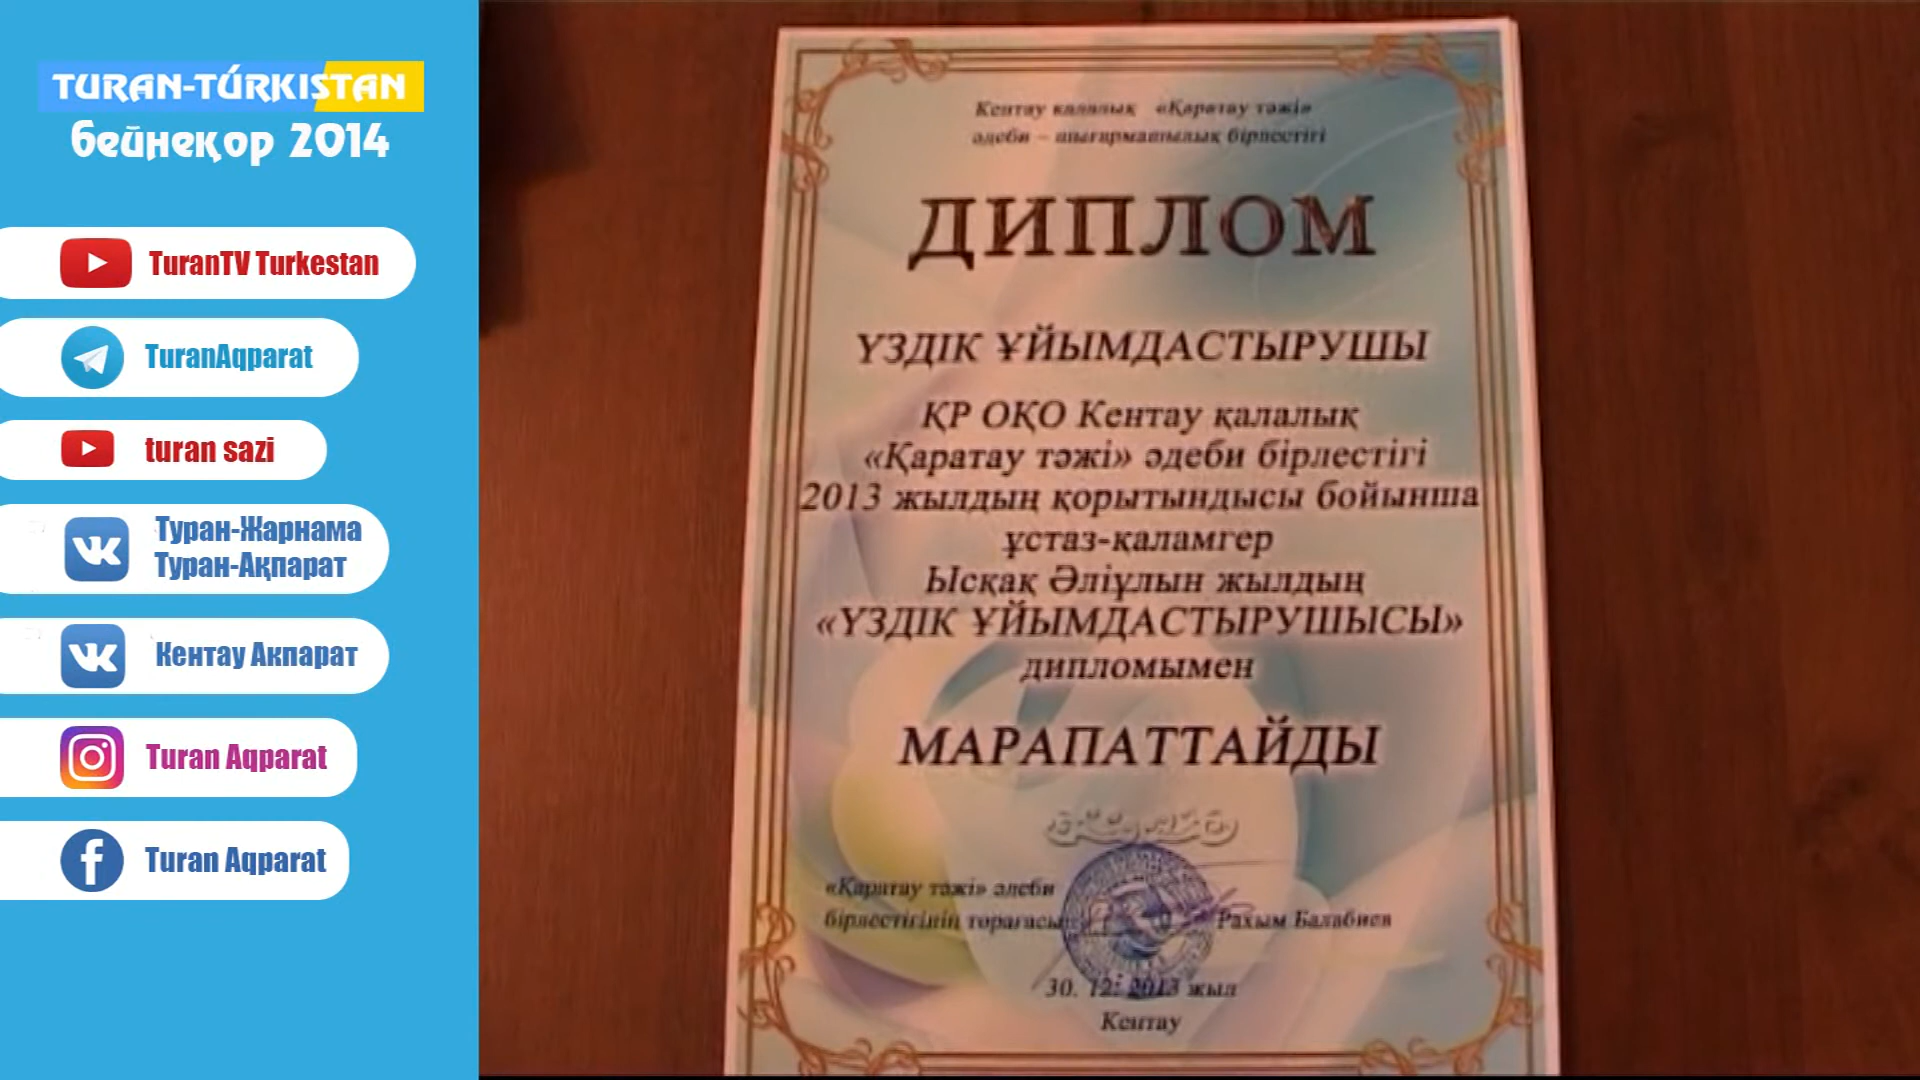 TURAN-TÚRKISTAN
бейнеқор 2014
TuranTV Turkestan
TuranAqparat
turan sazi
Туран-Жарнама
Туран-Ақпарат
Кентау Акпарат
Turan Aqparat
Turan Aqparat
Кентау қалалық «Қаратау тәжі»
әдеби – шығармашылық бірлестігі
ДИПЛОМ
ҮЗДІК ҰЙЫМДАСТЫРУШЫ
ҚР ОҚО Кентау қалалық
«Қаратау тәжі» әдеби бірлестігі
2013 жылдың қорытындысы бойынша
ұстаз-қаламгер
Ысқақ Әліұлын жылдың
«ҮЗДІК ҰЙЫМДАСТЫРУШЫСЫ»
дипломымен
МАРАПАТТАЙДЫ
«Қаратау тәжі» әдеби
бірлестігінің төрағасы Рахым Балабиев
30. 12. 2013 жыл
Кентау